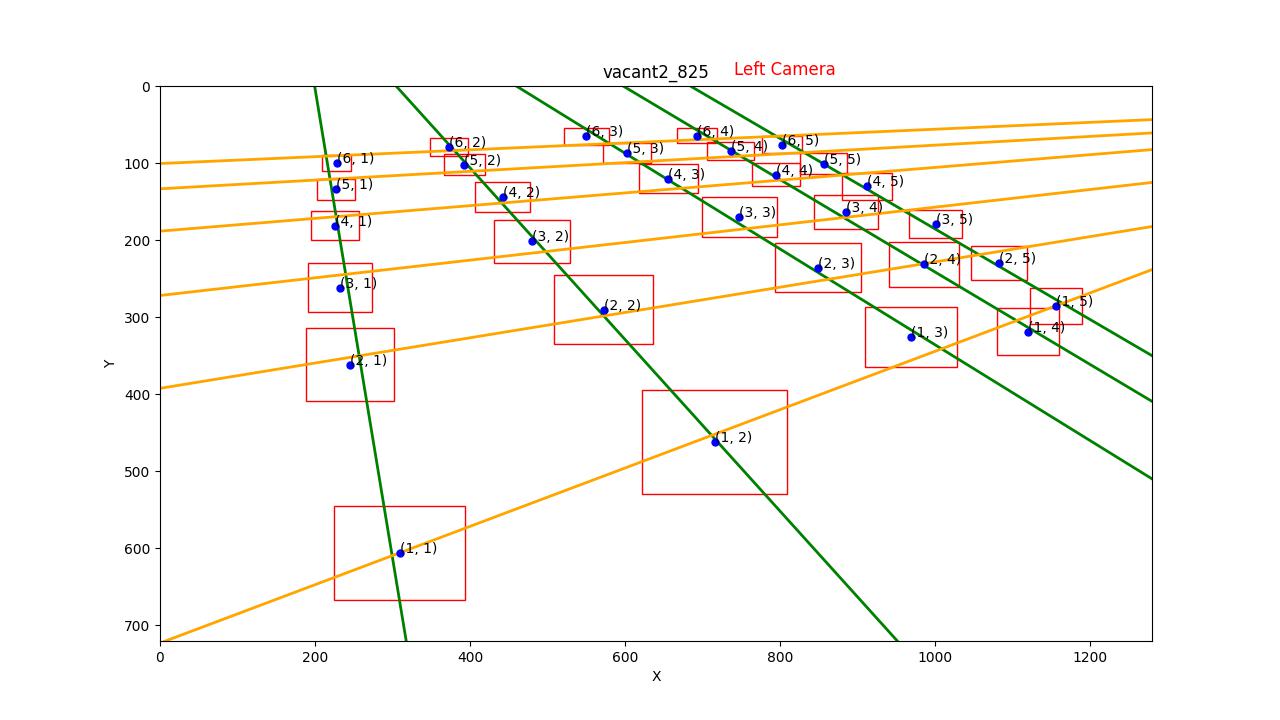 vacant2_825 Left Camera
0
100
200
300
400
500
600
700
Y
(6, 1) (6, 2) (6, 3) (6, 4) (6, 5)
(5, 1) (5, 2) (5, 3) (5, 4) (5, 5)
(4, 1) (4, 2) (4, 3) (4, 4) (4, 5)
(3, 1) (3, 2) (3, 3) (3, 4) (3, 5)
(2, 1) (2, 2) (2, 3) (2, 4) (2, 5)
(1, 1) (1, 2) (1, 3) (1, 4) (1, 5)
0 200 400 600 800 1000 1200
X